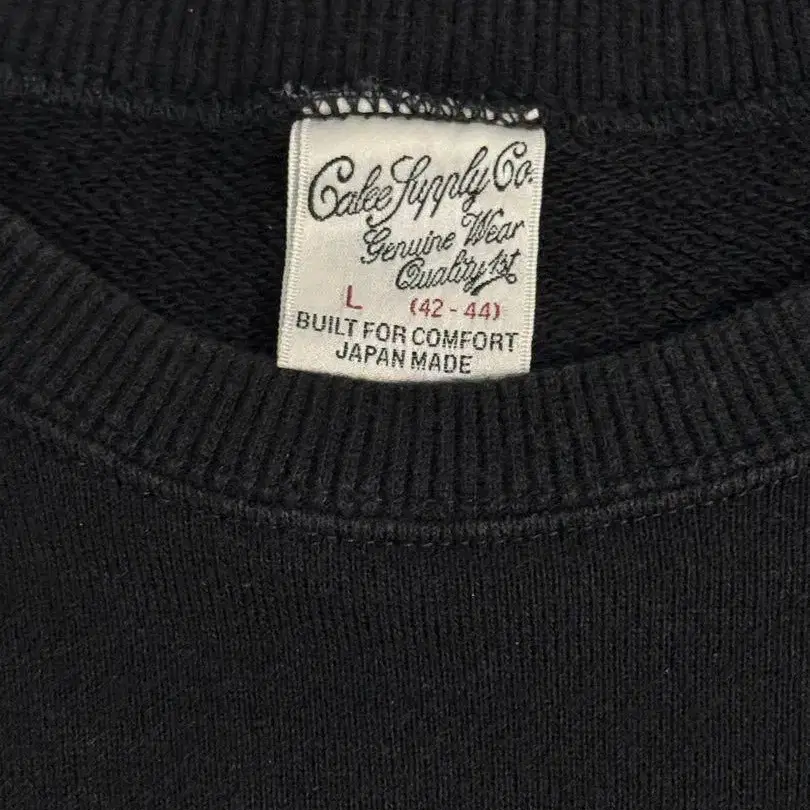 Calee Supply Co.
Genuine Wear
Quality 1st
L (42 - 44)
BUILT FOR COMFORT
JAPAN MADE